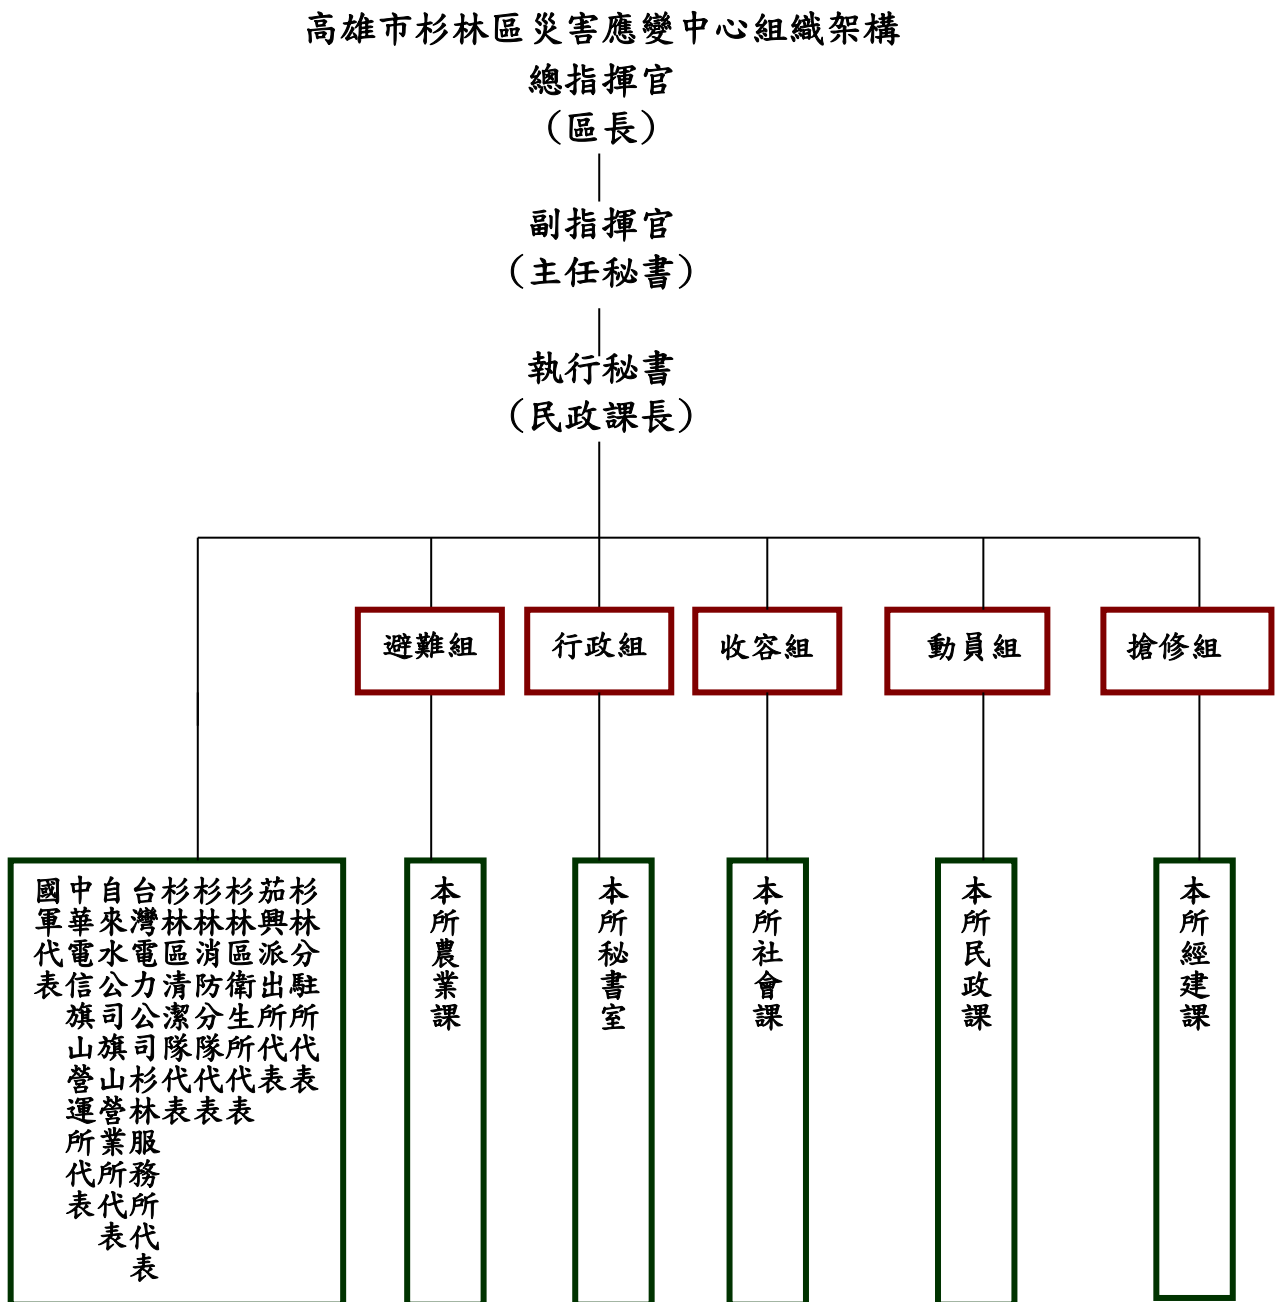 高雄市杉林區災害應變中心組織架構
總指揮官
（區長）
副指揮官
（主任秘書）
執行秘書
（民政課長）
避難組
行政組
收容組
動員組
搶修組
杉林分駐所代表
茄興派出所代表
杉林區衛生所代表
杉林消防分隊代表
杉林區清潔隊代表
台灣電力公司杉林服務所代表
自來水公司旗山營業所代表
中華電信旗山營運所代表
國軍代表
本所農業課
本所秘書室
本所社會課
本所民政課
本所經建課